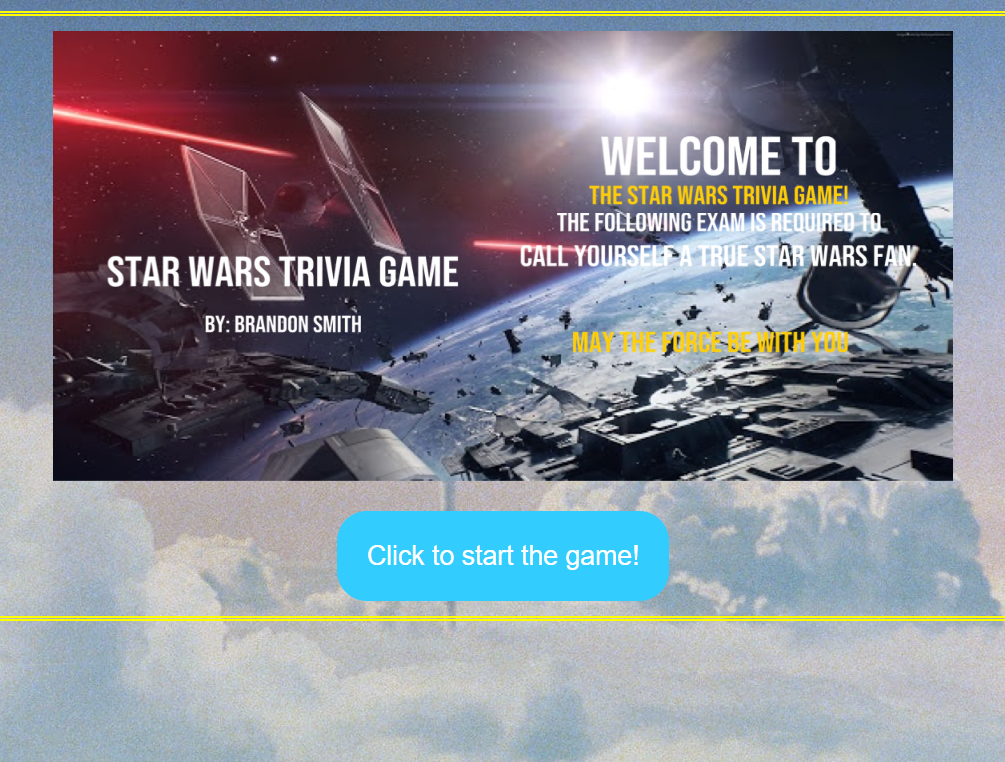 STAR WARS TRIVIA GAME
BY: BRANDON SMITH
WELCOME TO
THE STAR WARS TRIVIA GAME!
THE FOLLOWING EXAM IS REQUIRED TO
CALL YOURSELF A TRUE STAR WARS FAN.
MAY THE FORCE BE WITH YOU
Click to start the game!